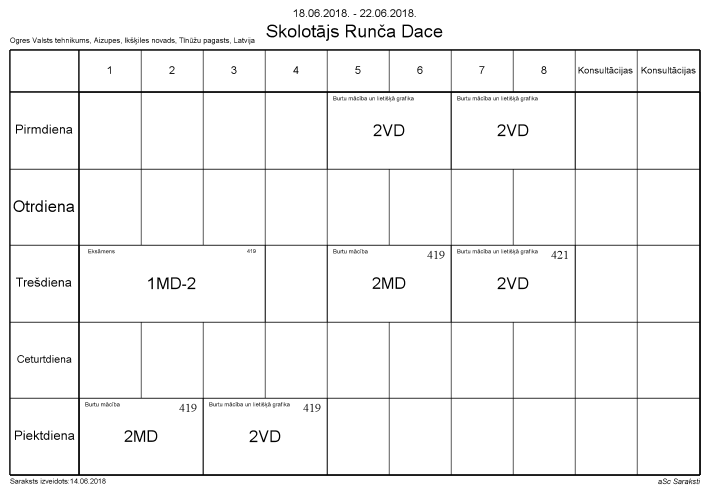 18.06.2018. - 22.06.2018.
Skolotājs Runča Dace
Ogres Valsts tehnikums, Aizupes, Ikšķiles novads, Tīnūžu pagasts, Latvija
1 2 3 4 5 6 7 8 Konsultācijas Konsultācijas
Burtu mācība un lietišķā grafika Burtu mācība un lietišķā grafika
Pirmdiena 2VD 2VD
Otrdiena
Eksāmens 419 Burtu mācība 419 Burtu mācība un lietišķā grafika 421
Trešdiena 1MD-2 2MD 2VD
Ceturtdiena
Burtu mācība 419 Burtu mācība un lietišķā grafika 419
Piektdiena 2MD 2VD
Saraksts izveidots:14.06.2018 aSc Saraksti